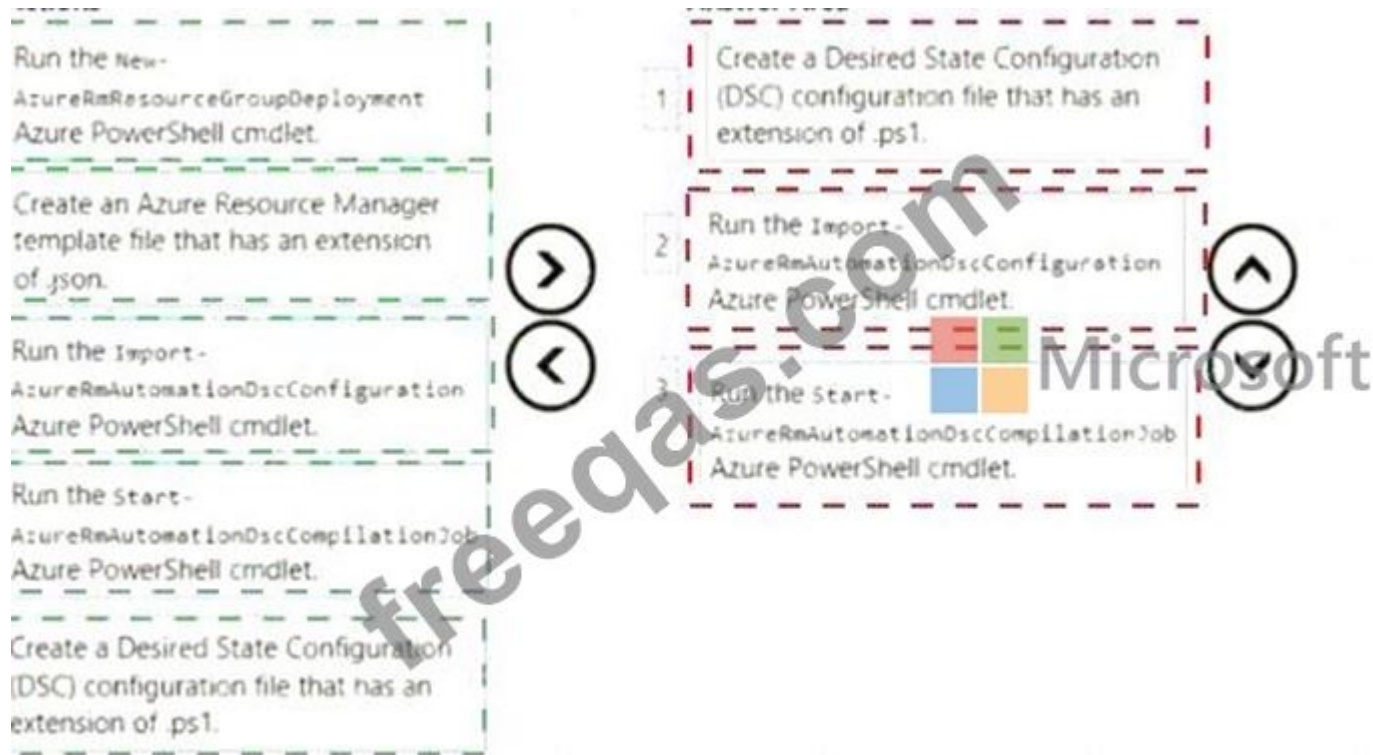 Run the New-
AzureRmResourceGroupDeployment
Azure PowerShell cmdlet.
Create an Azure Resource Manager
template file that has an extension
of .json.
Run the Import-
AzureRmAutomationDscConfiguration
Azure PowerShell cmdlet.
Run the Start-
AzureRmAutomationDscCompilationJob
Azure PowerShell cmdlet.
Create a Desired State Configuration
(DSC) configuration file that has an
extension of .ps1.
1
Create a Desired State Configuration
(DSC) configuration file that has an
extension of .ps1.
2
Run the Import-
AzureRmAutomationDscConfiguration
Azure PowerShell cmdlet.
3
Run the Start-
AzureRmAutomationDscCompilationJob
Azure PowerShell cmdlet.
Microsoft
freeqas.com